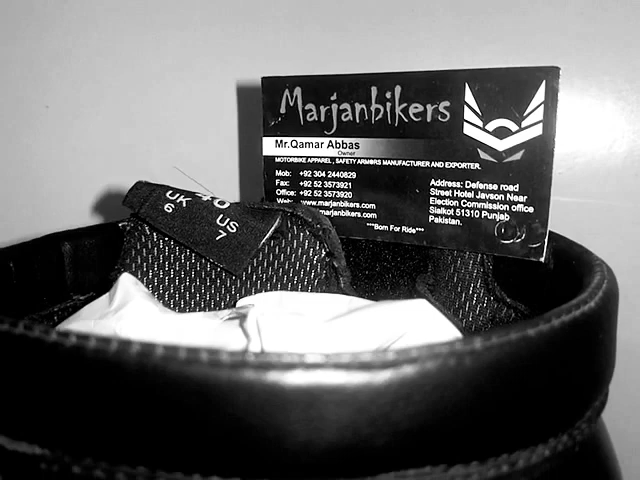 Marjanbikers
Mr.Qamar Abbas
Owner
MOTORBIKE APPAREL , SAFETY ARMORS MANUFACTURER AND EXPORTER.
Mob: +92 304 2440629
Fax: +92 52 3573921
Office: +92 52 3573920
Web: www.marjanbikers.com
marjanbikers.com
***Born For Ride***
Address: Defense road
Street Hotel Javson Near
Election Commission office
Sialkot 51310 Punjab
Pakistan.
40
UK
6
US
7